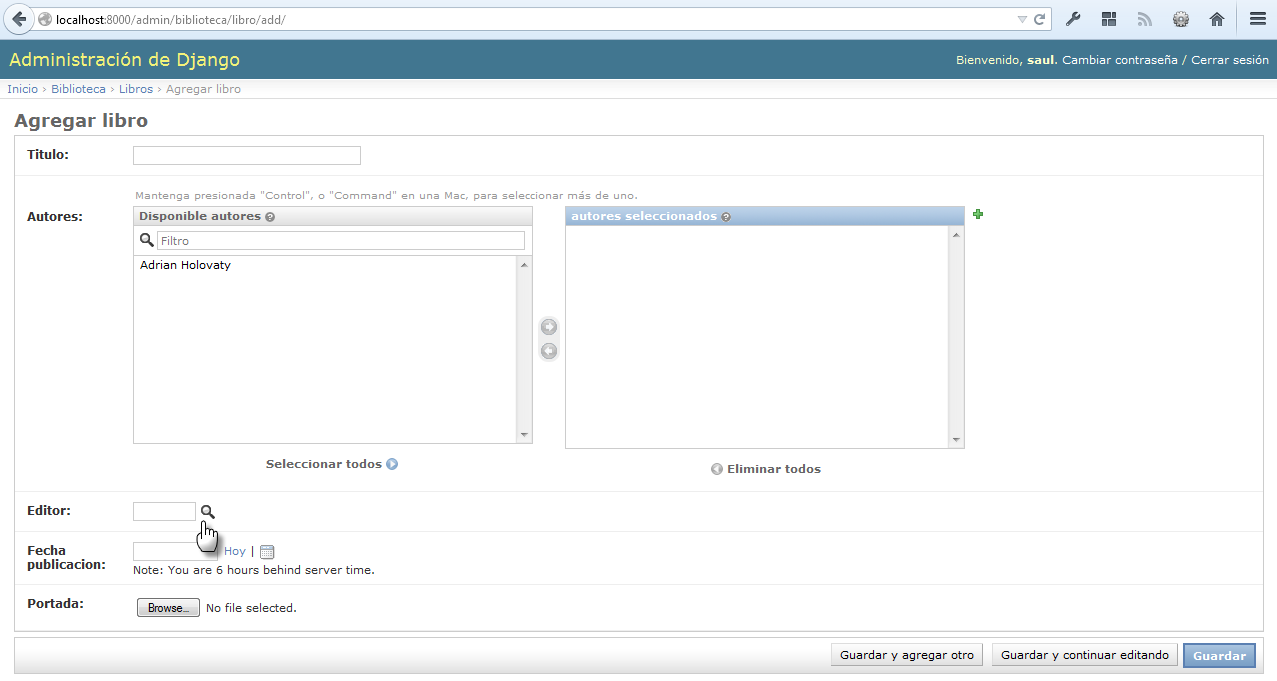 localhost:8000/admin/biblioteca/libro/add/
Administración de Django
Bienvenido, saul. Cambiar contraseña / Cerrar sesión
Inicio › Biblioteca › Libros › Agregar libro
Agregar libro
Titulo:
Mantenga presionada "Control", o "Command" en una Mac, para seleccionar más de uno.
Autores:
Disponible autores ?
autores seleccionados ?
Filtro
Adrian Holovaty
Seleccionar todos
Eliminar todos
Editor:
Fecha
publicacion:
Hoy |
Note: You are 6 hours behind server time.
Portada:
Browse... No file selected.
Guardar y agregar otro
Guardar y continuar editando
Guardar